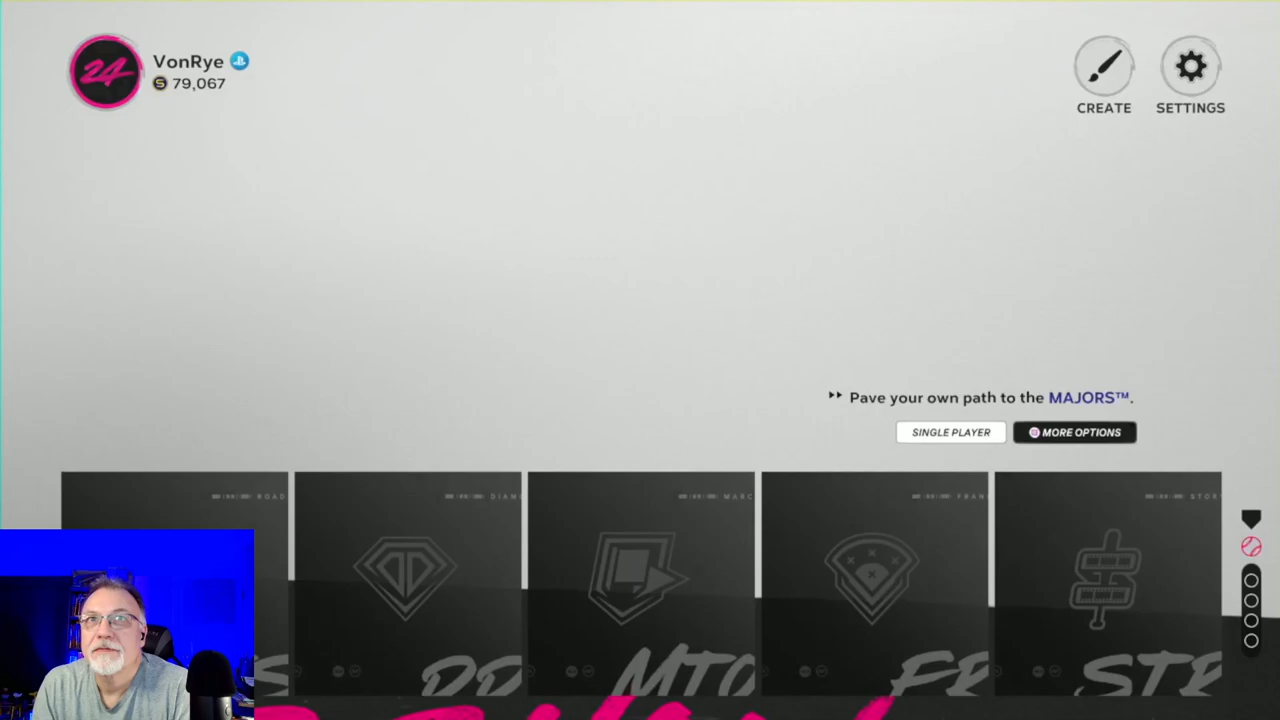 24
VonRye
S 79,067
CREATE
SETTINGS
Pave your own path to the MAJORS™.
SINGLE PLAYER
MORE OPTIONS
ROAD
DIAM
MARC
FRAN
STOR
S
DD
MTO
FR
STR